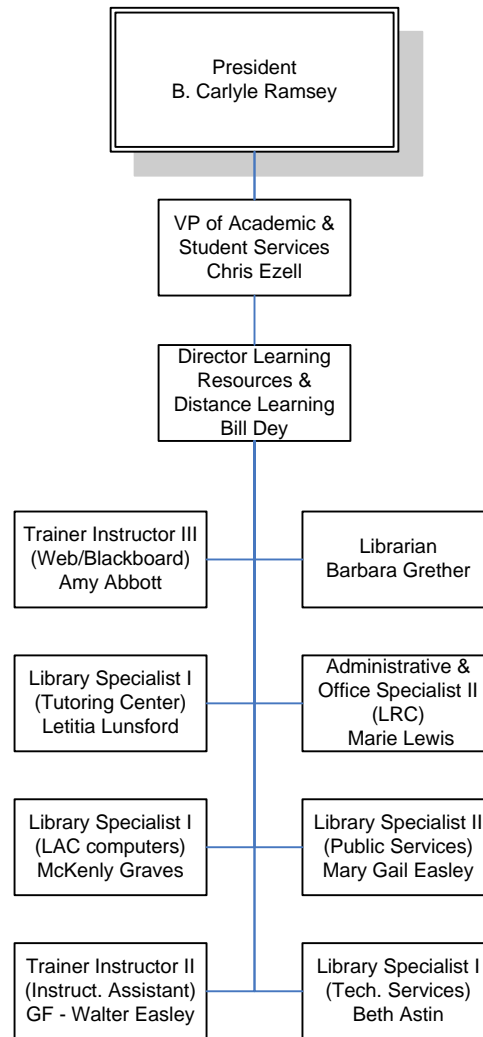 President
B. Carlyle Ramsey
VP of Academic &
Student Services
Chris Ezell
Director Learning
Resources &
Distance Learning
Bill Dey
Trainer Instructor III
(Web/Blackboard)
Amy Abbott
Librarian
Barbara Grether
Library Specialist I
(Tutoring Center)
Letitia Lunsford
Administrative &
Office Specialist II
(LRC)
Marie Lewis
Library Specialist I
(LAC computers)
McKenly Graves
Library Specialist II
(Public Services)
Mary Gail Easley
Trainer Instructor II
(Instruct. Assistant)
GF - Walter Easley
Library Specialist I
(Tech. Services)
Beth Astin